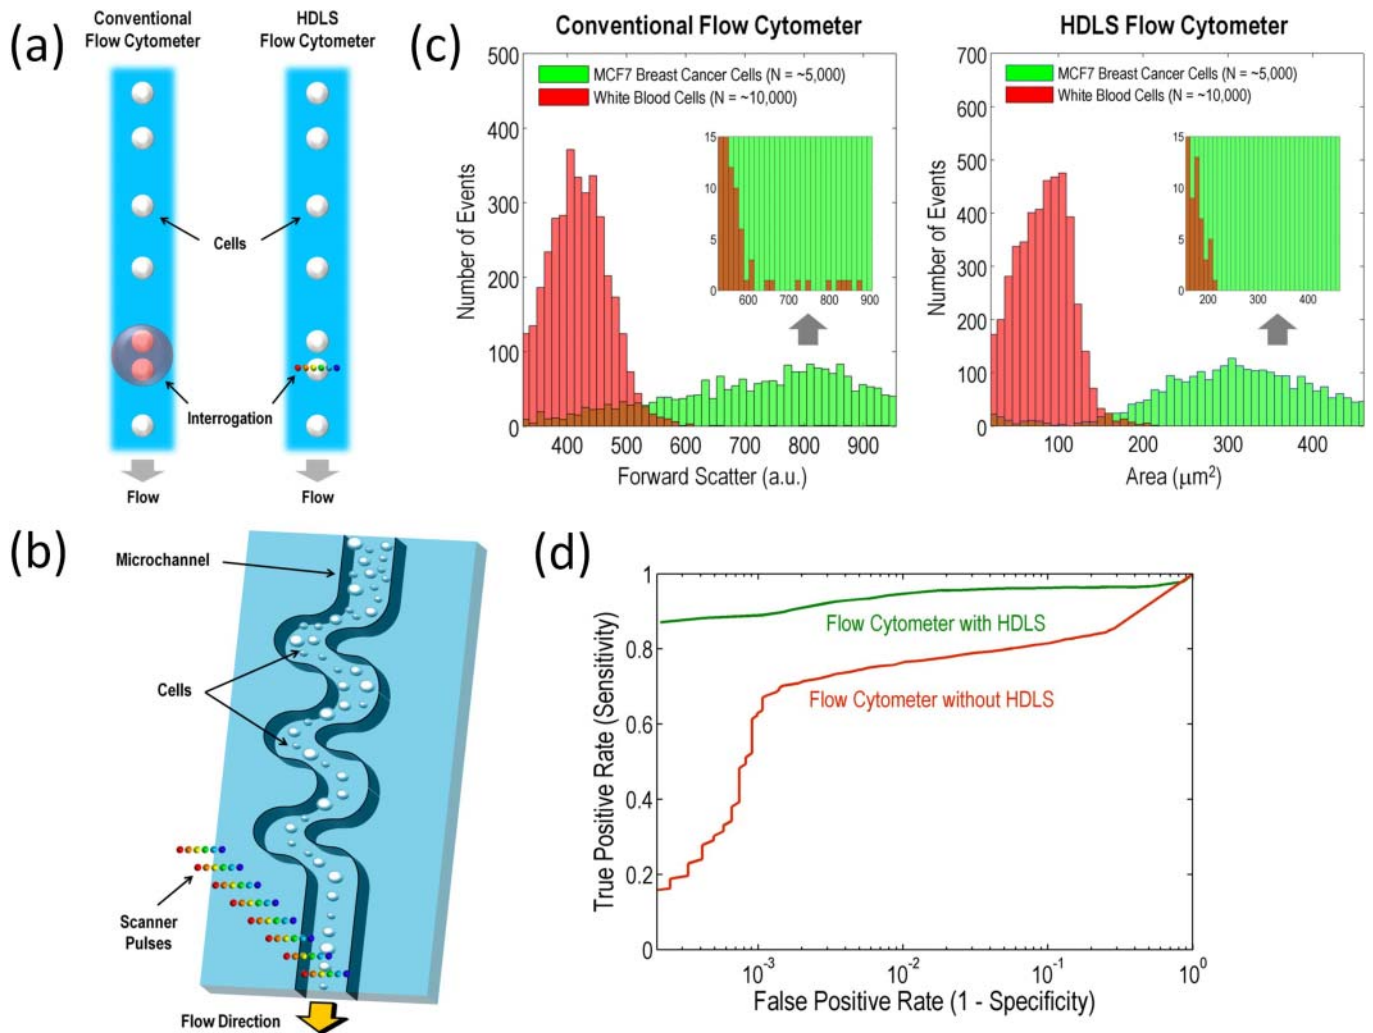 (a)
Conventional
Flow Cytometer
HDLS
Flow Cytometer
Cells
Interrogation
Flow
Flow
(b)
Microchannel
Cells
Scanner
Pulses
Flow Direction
(c)
Conventional Flow Cytometer
500
400
300
200
100
0
Number of Events
MCF7 Breast Cancer Cells (N = ~5,000)
White Blood Cells (N = ~10,000)
15
10
5
0
600 700 800 900
400 500 600 700 800 900
Forward Scatter (a.u.)
HDLS Flow Cytometer
700
600
500
400
300
200
100
0
Number of Events
MCF7 Breast Cancer Cells (N = ~5,000)
White Blood Cells (N = ~10,000)
15
10
5
0
200 300 400
100 200 300 400
Area (μm²)
(d)
1
0.8
0.6
0.4
0.2
0
True Positive Rate (Sensitivity)
Flow Cytometer with HDLS
Flow Cytometer without HDLS
10⁻³ 10⁻² 10⁻¹ 10⁰
False Positive Rate (1 - Specificity)